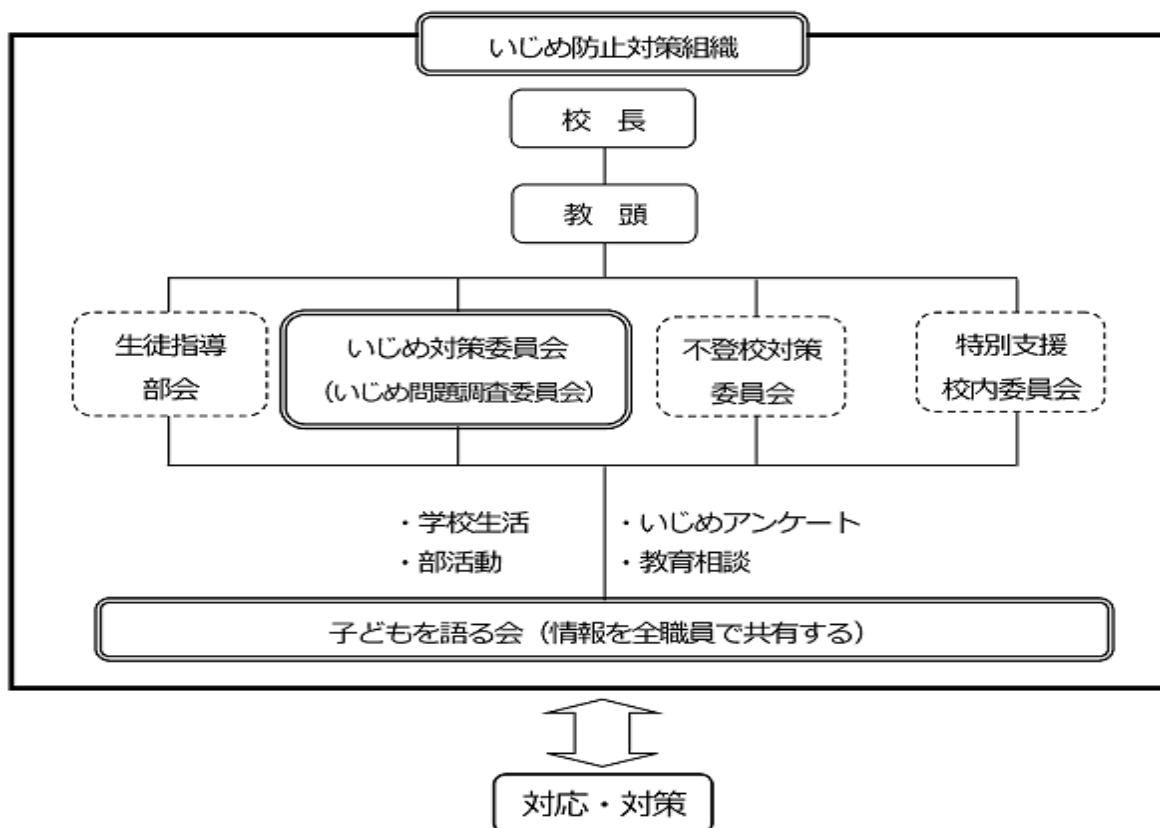 いじめ防止対策組織
校　長
教　頭
生徒指導
部会
いじめ対策委員会
（いじめ問題調査委員会）
不登校対策
委員会
特別支援
校内委員会
・学校生活
・部活動
・いじめアンケート
・教育相談
子どもを語る会（情報を全職員で共有する）
対応・対策